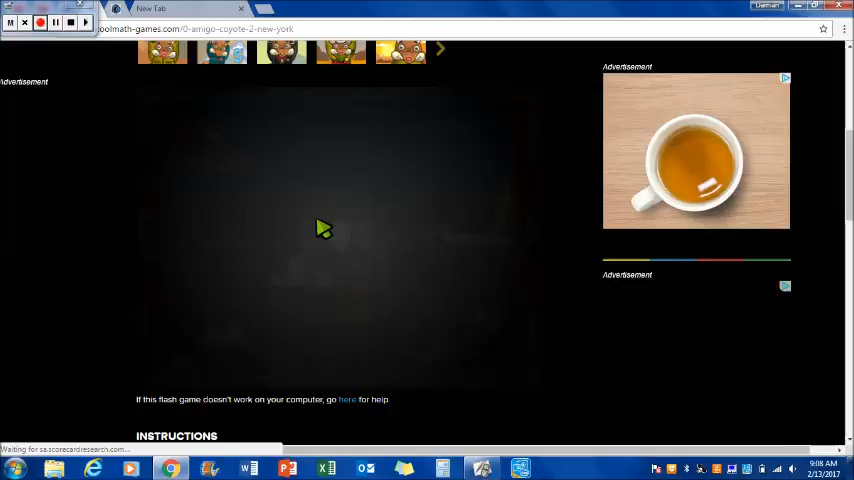 New Tab
Damian
M
oolmath-games.com/0-amigo-coyote-2-new-york
Advertisement
Advertisement
Advertisement
If this flash game doesn't work on your computer, go here for help.
INSTRUCTIONS
Waiting for sa.scorecardresearch.com...
9:08 AM
2/13/2017